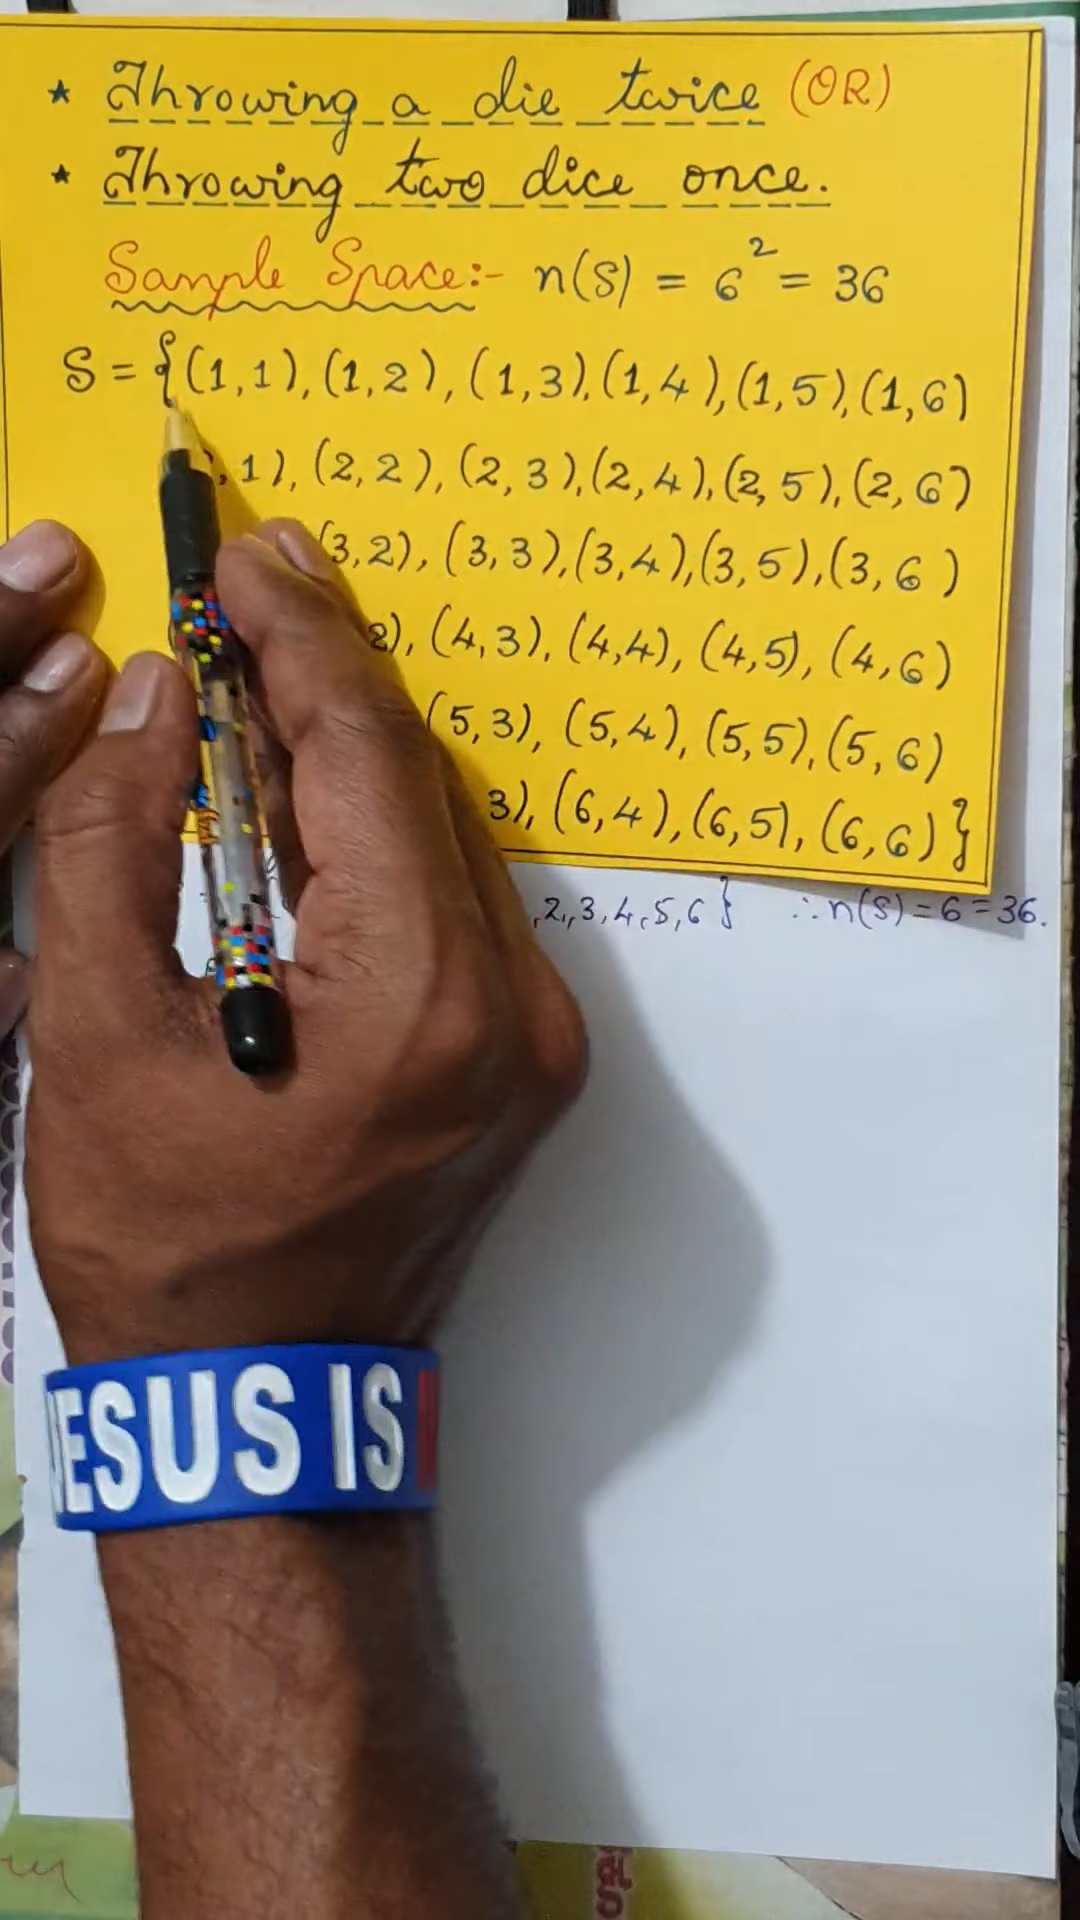 * Throwing a die twice (OR)
* Throwing two dice once.
Sample Space:- n(S) = 6² = 36
S = {(1,1), (1,2), (1,3), (1,4), (1,5), (1,6)
,1), (2,2), (2,3), (2,4), (2,5), (2,6)
(3,2), (3,3), (3,4), (3,5), (3,6)
2), (4,3), (4,4), (4,5), (4,6)
(5,3), (5,4), (5,5), (5,6)
3), (6,4), (6,5), (6,6)}
,2,,3,4,5,6} ∴n(S)=6=36.
JESUS IS